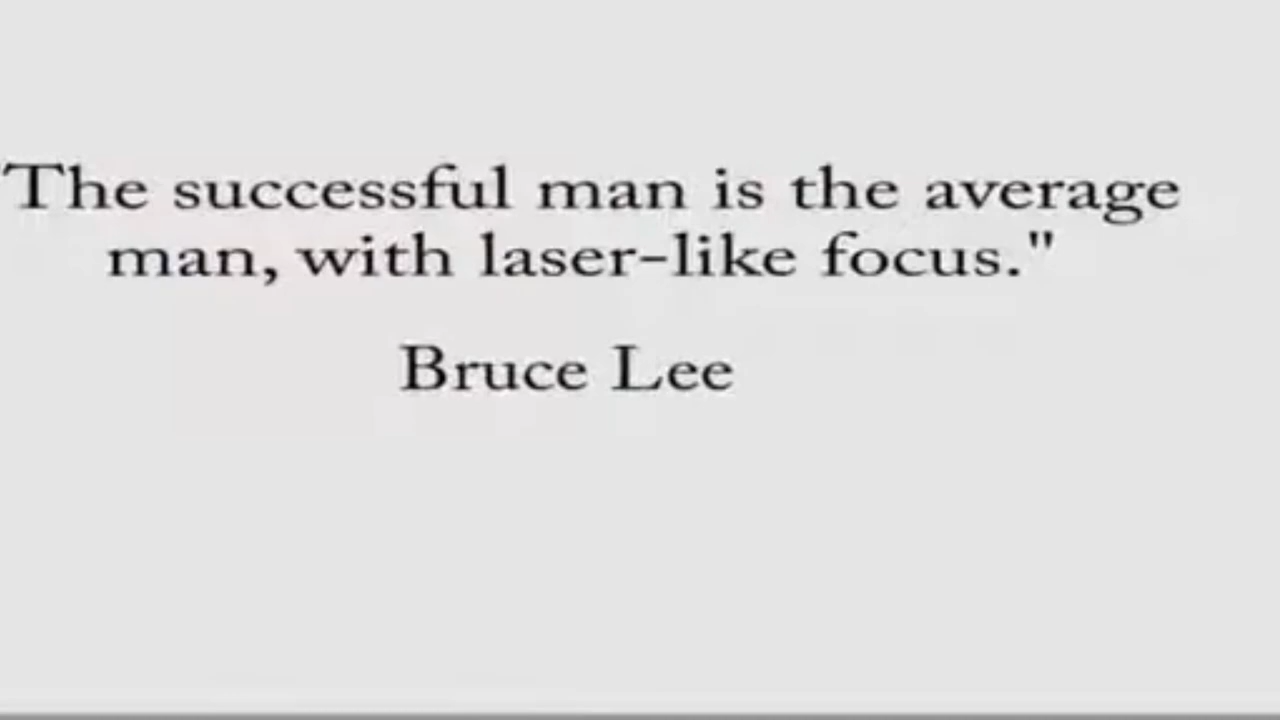 The successful man is the average
man, with laser-like focus."
Bruce Lee